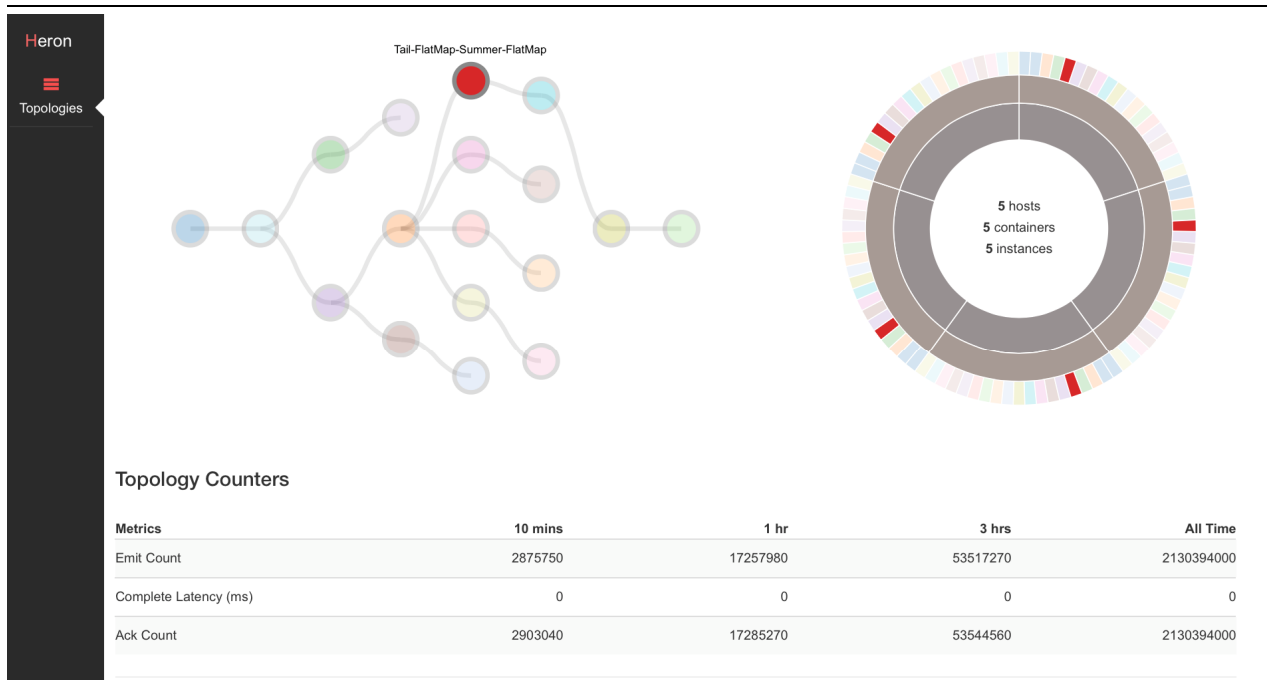 Heron
Topologies
Tail-FlatMap-Summer-FlatMap
5 hosts
5 containers
5 instances
Topology Counters
Metrics 10 mins 1 hr 3 hrs All Time
Emit Count 2875750 17257980 53517270 2130394000
Complete Latency (ms) 0 0 0 0
Ack Count 2903040 17285270 53544560 2130394000